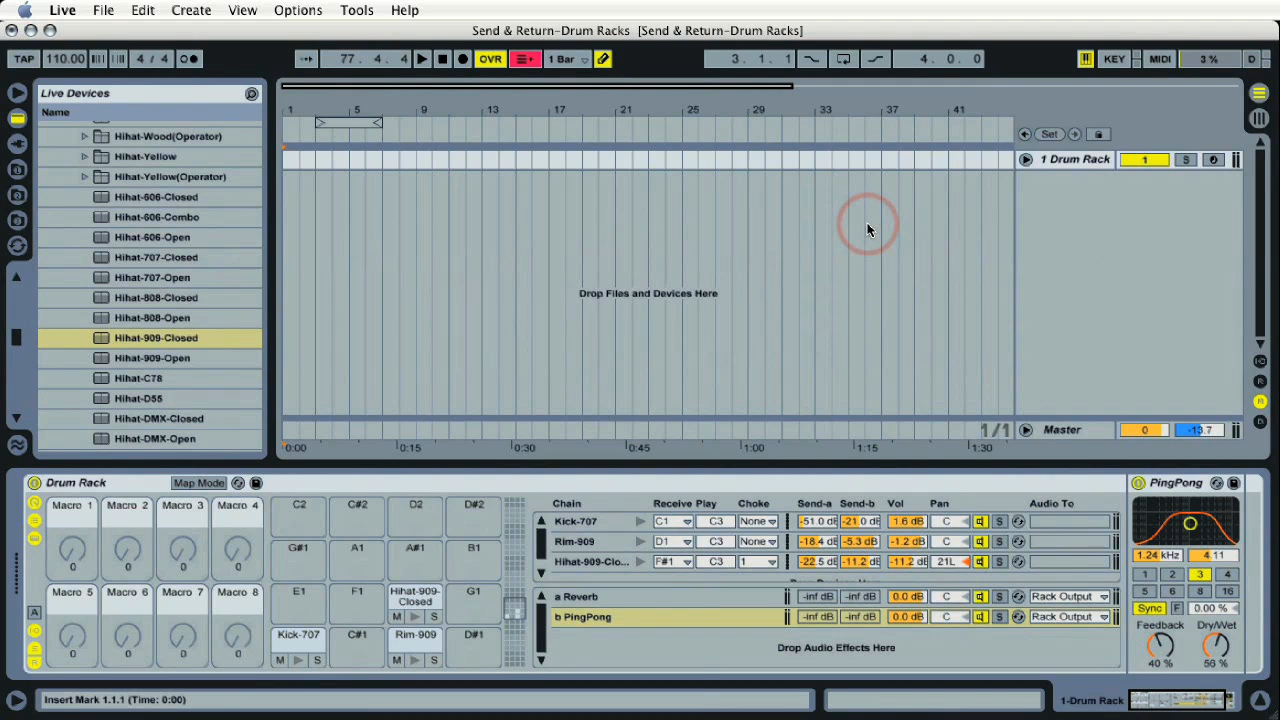 Live File Edit Create View Options Tools Help
Send & Return-Drum Racks [Send & Return-Drum Racks]
TAP 110.00 4 / 4 77. 4. 4 OVR 1 Bar 3. 1. 1 4. 0. 0 KEY MIDI 3 % D
Live Devices
Name
Hihat-Wood(Operator)
Hihat-Yellow
Hihat-Yellow(Operator)
Hihat-606-Closed
Hihat-606-Combo
Hihat-606-Open
Hihat-707-Closed
Hihat-707-Open
Hihat-808-Closed
Hihat-808-Open
Hihat-909-Closed
Hihat-909-Open
Hihat-C78
Hihat-D55
Hihat-DMX-Closed
Hihat-DMX-Open
1 5 9 13 17 21 25 29 33 37 41
Set
1 Drum Rack 1 S
Drop Files and Devices Here
1/1 Master 0 -13.7
0:00 0:15 0:30 0:45 1:00 1:15 1:30
Drum Rack Map Mode
Macro 1 Macro 2 Macro 3 Macro 4
0 0 0 0
Macro 5 Macro 6 Macro 7 Macro 8
0 0 0 0
C2 C#2 D2 D#2
G#1 A1 A#1 B1
E1 F1 Hihat-909-Closed G1
M S
Kick-707 C#1 Rim-909 D#1
M S M S
Chain Receive Play Choke Send-a Send-b Vol Pan Audio To
Kick-707 C1 C3 None -51.0 dB -21.0 dB 1.6 dB C S
Rim-909 D1 C3 None -18.4 dB -5.3 dB -1.2 dB C S
Hihat-909-Clo... F#1 C3 1 -22.5 dB -11.2 dB -11.2 dB 21L S
a Reverb -inf dB -inf dB 0.0 dB C S Rack Output
b PingPong -inf dB -inf dB 0.0 dB C S Rack Output
Drop Audio Effects Here
PingPong
1.24 kHz 4.11
1 2 3 4
5 6 8 16
Sync F 0.00 %
Feedback Dry/Wet
40 % 56 %
Insert Mark 1.1.1 (Time: 0:00)
1-Drum Rack